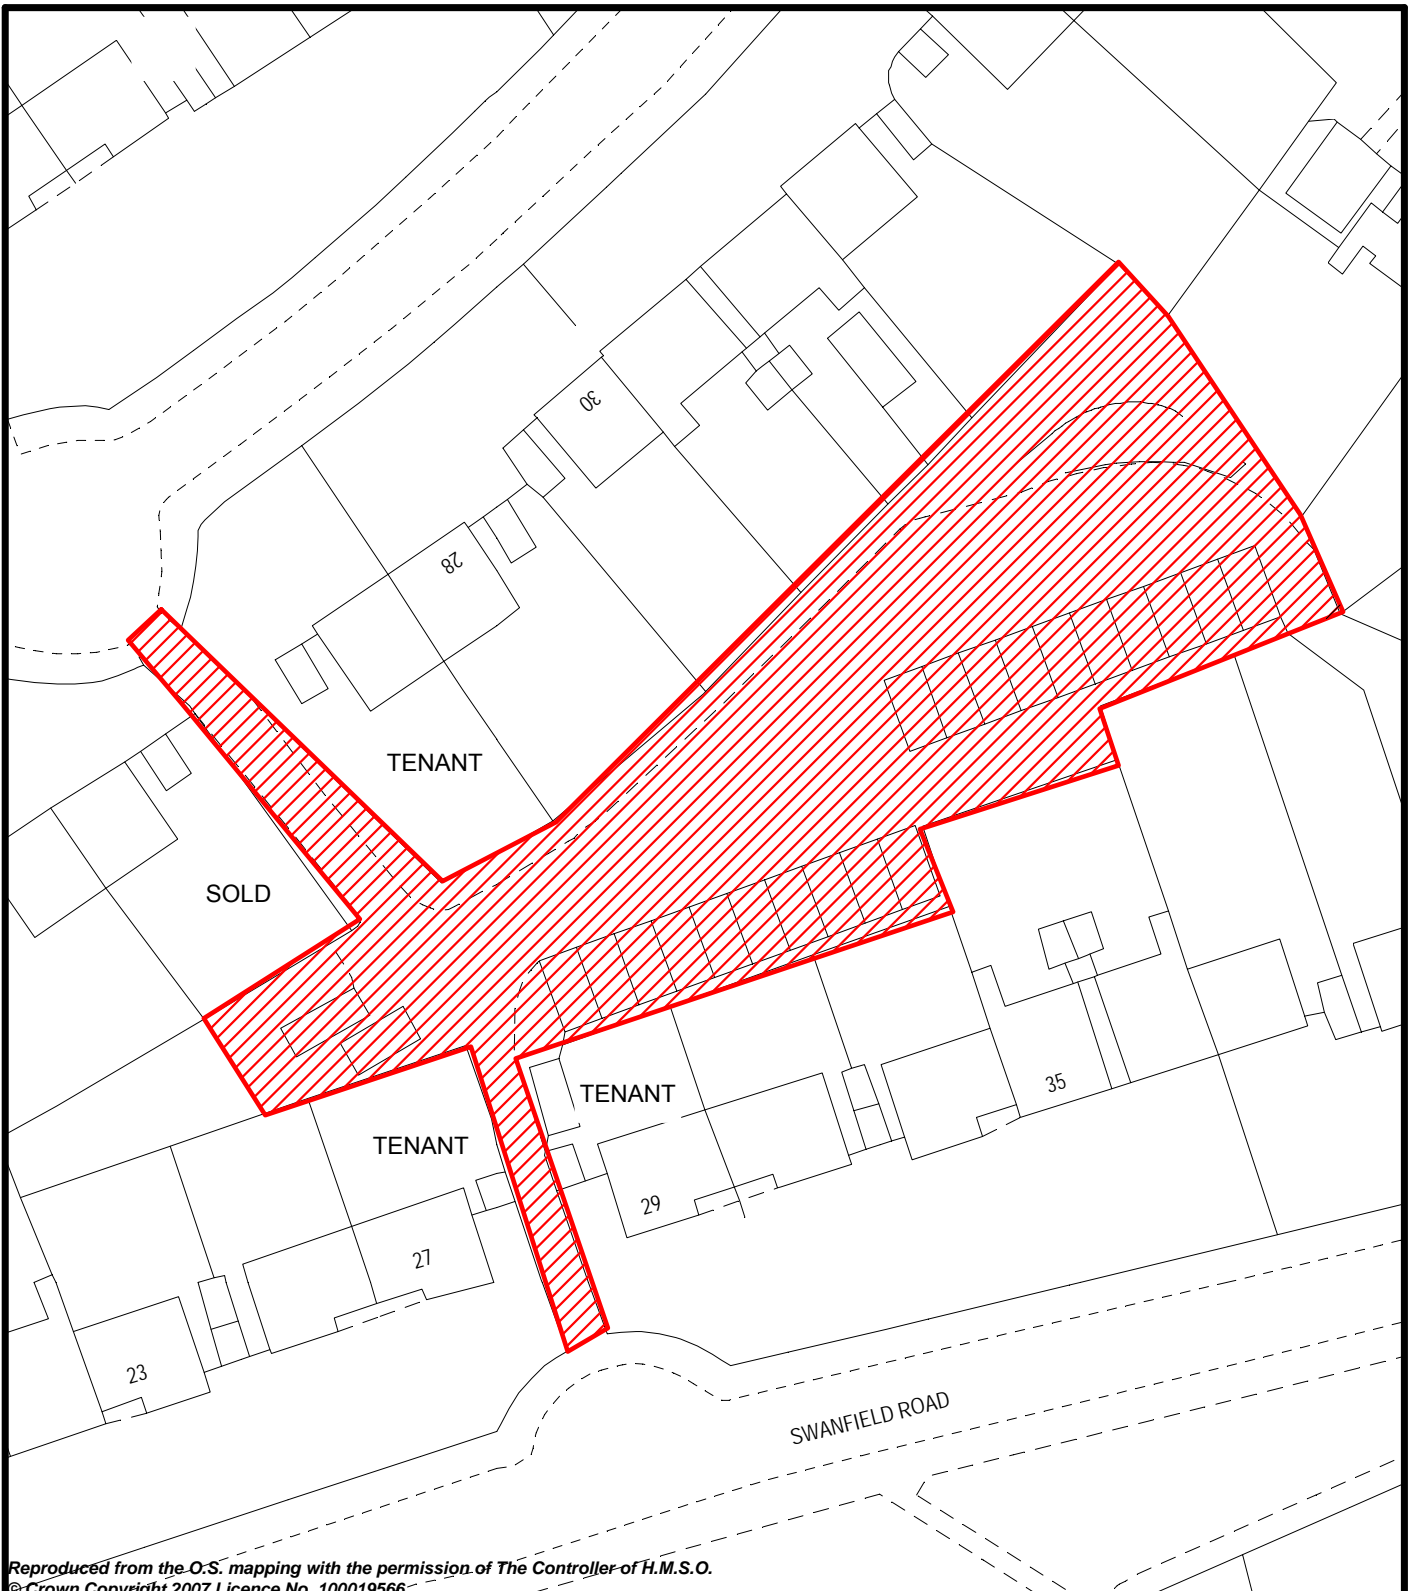 30
28
TENANT
SOLD
TENANT
35
TENANT
29
27
23
SWANFIELD ROAD
Reproduced from the O.S. mapping with the permission of The Controller of H.M.S.O.
© Crown Copyright 2007 Licence No. 100019566